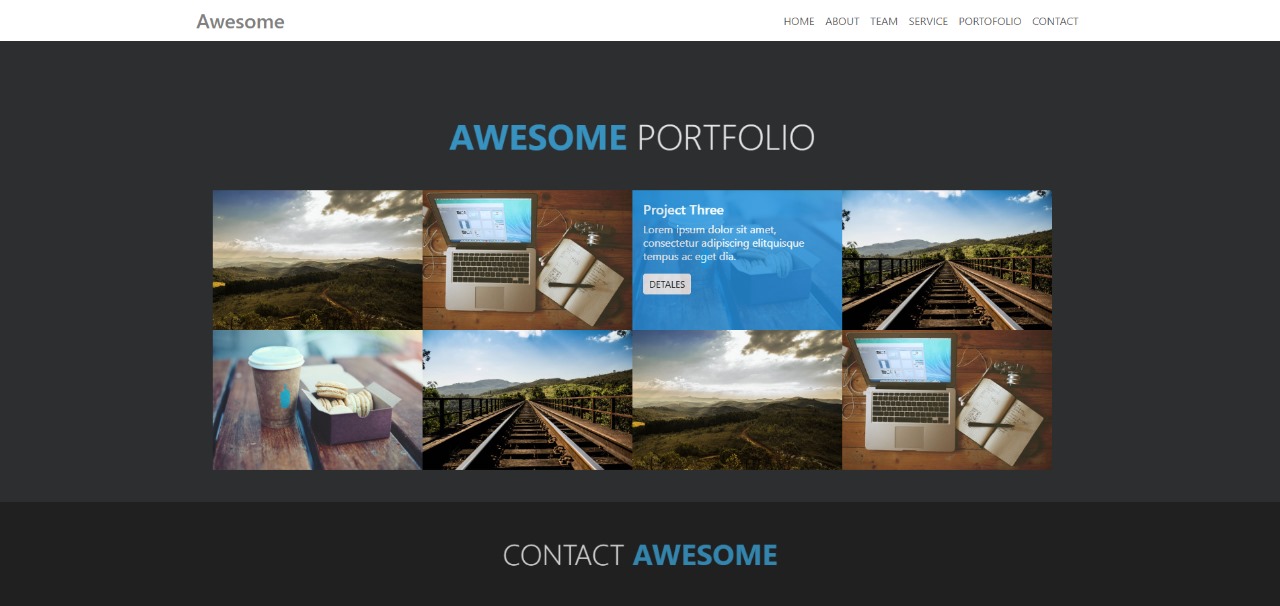 Awesome
HOME ABOUT TEAM SERVICE PORTOFOLIO CONTACT
AWESOME PORTFOLIO
Project Three
Lorem ipsum dolor sit amet,
consectetur adipiscing elitquisque
tempus ac eget dia.
DETALES
CONTACT AWESOME